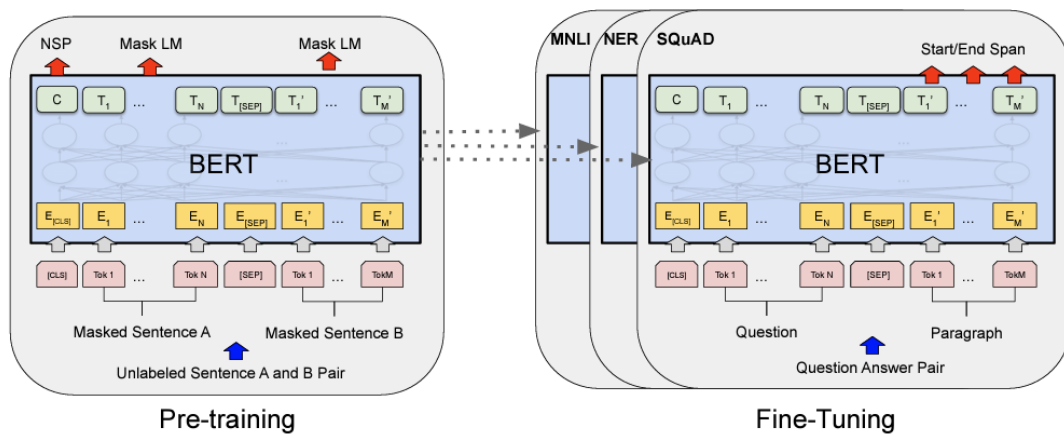 NSP Mask LM Mask LM
C T1 ... TN T[SEP] T1' ... TM'
...
BERT
...
E[CLS] E1 ... EN E[SEP] E1' ... EM'
[CLS] Tok 1 ... Tok N [SEP] Tok 1 ... TokM
Masked Sentence A Masked Sentence B
Unlabeled Sentence A and B Pair
Pre-training
MNLI NER SQuAD
Start/End Span
C T1 ... TN T[SEP] T1' ... TM'
...
BERT
...
E[CLS] E1 ... EN E[SEP] E1' ... EM'
[CLS] Tok 1 ... Tok N [SEP] Tok 1 ... TokM
Question Paragraph
Question Answer Pair
Fine-Tuning